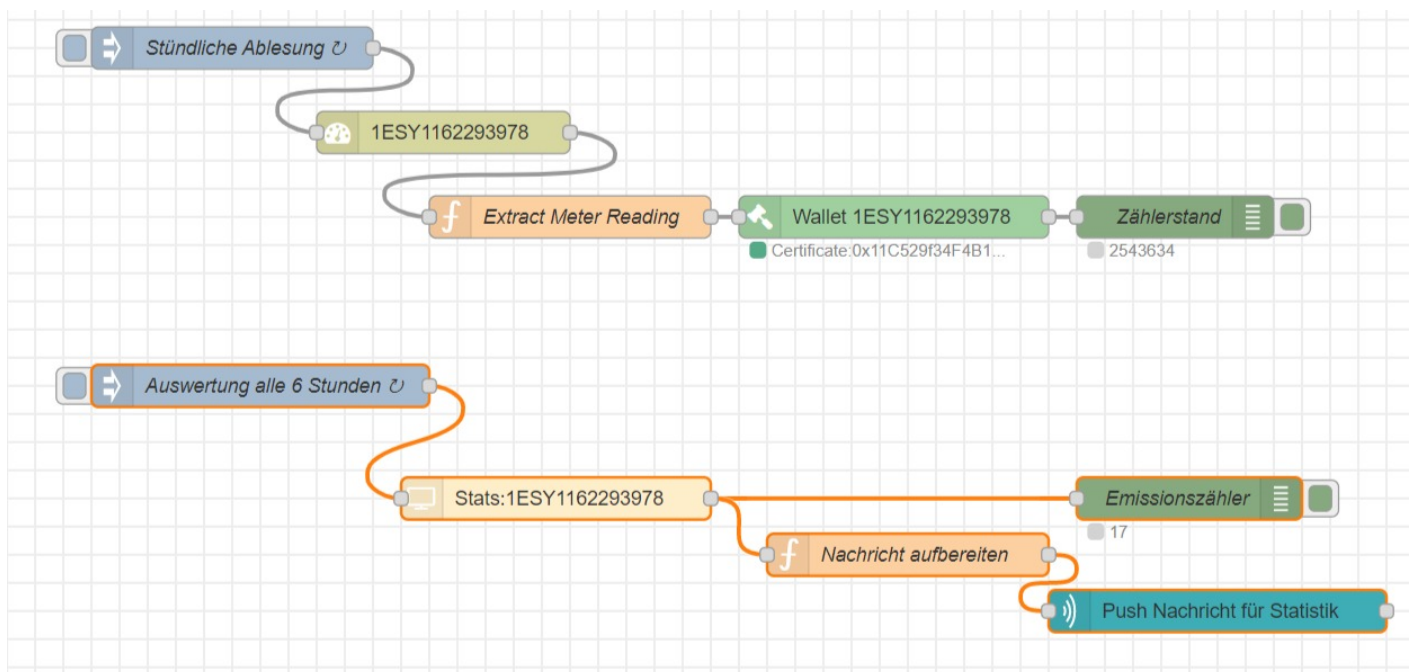 Stündliche Ablesung ↻
1ESY1162293978
Extract Meter Reading
Wallet 1ESY1162293978
Zählerstand
Certificate:0x11C529f34F4B1...
2543634
Auswertung alle 6 Stunden ↻
Stats:1ESY1162293978
Emissionszähler
17
Nachricht aufbereiten
Push Nachricht für Statistik